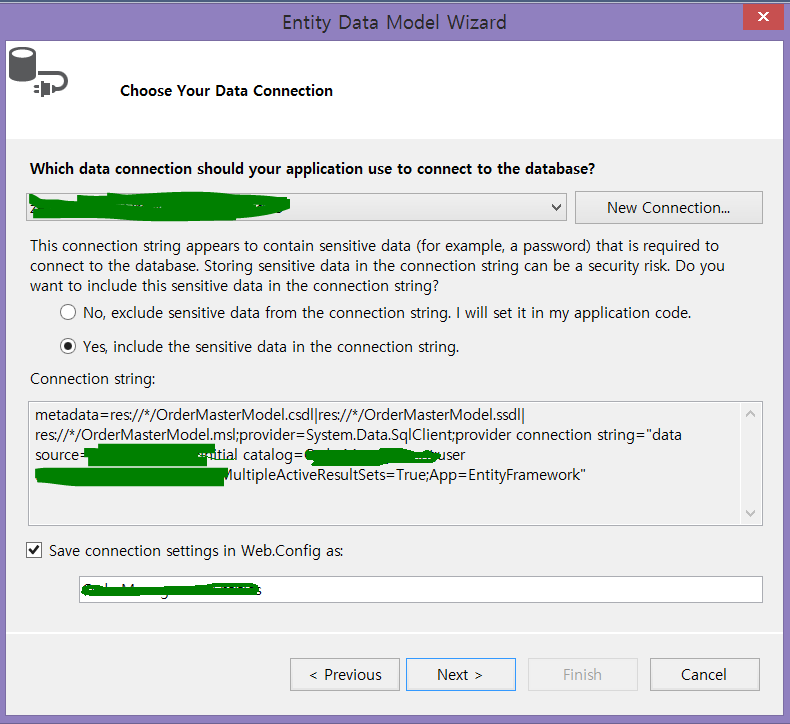 Entity Data Model Wizard
Choose Your Data Connection
Which data connection should your application use to connect to the database?
New Connection...
This connection string appears to contain sensitive data (for example, a password) that is required to
connect to the database. Storing sensitive data in the connection string can be a security risk. Do you
want to include this sensitive data in the connection string?
No, exclude sensitive data from the connection string. I will set it in my application code.
Yes, include the sensitive data in the connection string.
Connection string:
metadata=res://*/OrderMasterModel.csdl|res://*/OrderMasterModel.ssdl|
res://*/OrderMasterModel.msl;provider=System.Data.SqlClient;provider connection string="data
source= initial catalog= user
MultipleActiveResultSets=True;App=EntityFramework"
Save connection settings in Web.Config as:
< Previous
Next >
Finish
Cancel